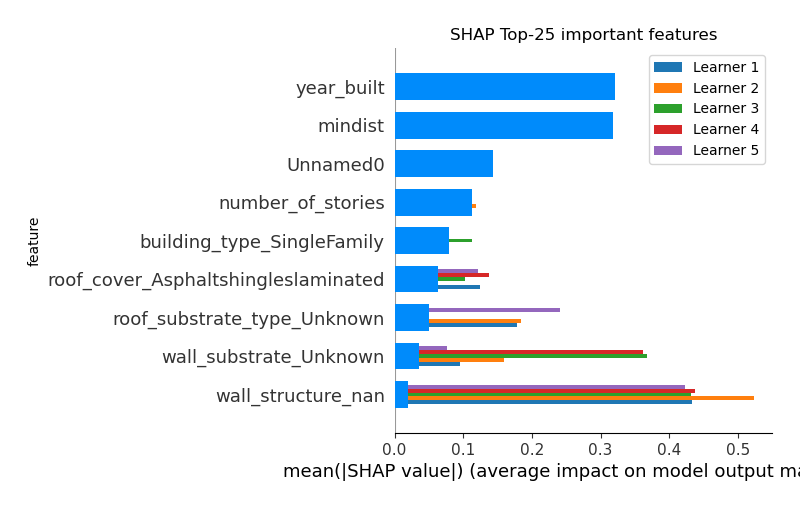 SHAP Top-25 important features
Learner 1
Learner 2
Learner 3
Learner 4
Learner 5
feature
year_built
mindist
Unnamed0
number_of_stories
building_type_SingleFamily
roof_cover_Asphaltshingleslaminated
roof_substrate_type_Unknown
wall_substrate_Unknown
wall_structure_nan
0.0 0.1 0.2 0.3 0.4 0.5
mean(|SHAP value|) (average impact on model output ma